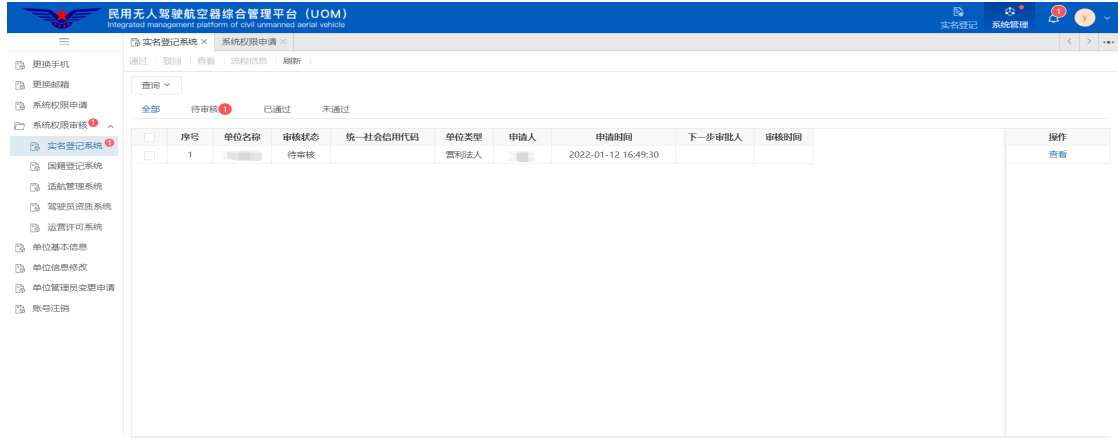 民用无人驾驶航空器综合管理平台（UOM）
Integrated management platform of civil unmanned aerial vehicle
实名登记
系统管理
1
y
实名登记系统 ×
系统权限申请 ×
通过 驳回 查看 流程信息 刷新
查询
全部 待审核 1 已通过 未通过
序号 单位名称 审核状态 统一社会信用代码 单位类型 申请人 申请时间 下一步审批人 审核时间 操作
1 待审核 营利法人 2022-01-12 16:49:30 查看
更换手机
更换邮箱
系统权限申请
系统权限审核 1
实名登记系统 1
国籍登记系统
适航管理系统
驾驶员资质系统
运营许可系统
单位基本信息
单位信息修改
单位管理员变更申请
账号注销